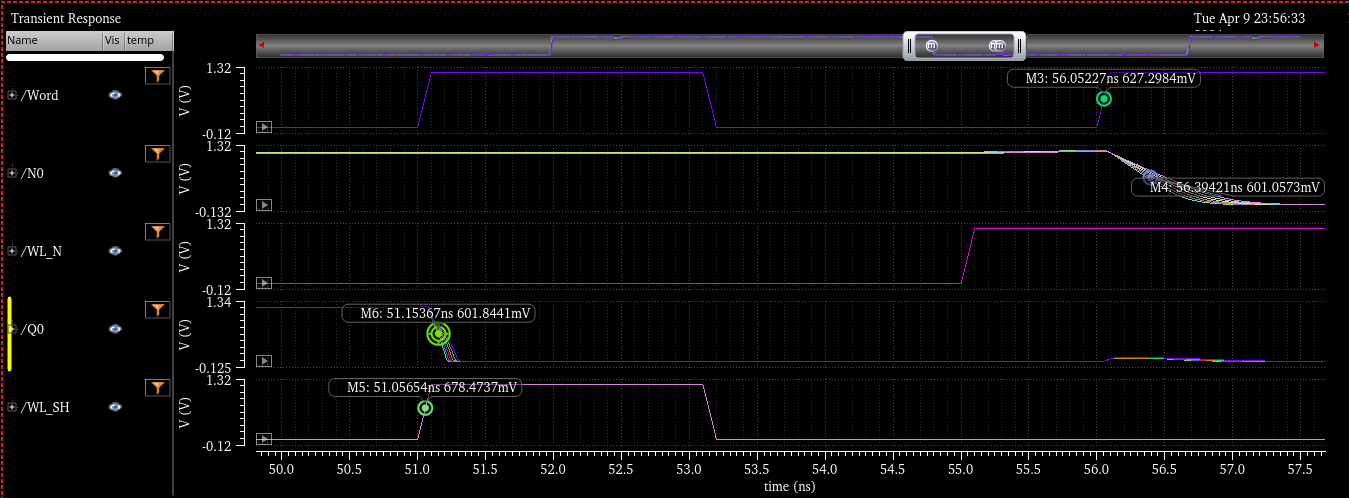 Transient Response
Tue Apr 9 23:56:33
Name Vis temp
/Word
V (V)
1.32
-0.12
M3: 56.05227ns 627.2984mV
/N0
V (V)
1.32
-0.132
M4: 56.39421ns 601.0573mV
/WL_N
V (V)
1.32
-0.12
/Q0
V (V)
1.34
-0.125
M6: 51.15367ns 601.8441mV
/WL_SH
V (V)
1.32
-0.12
M5: 51.05654ns 678.4737mV
50.0 50.5 51.0 51.5 52.0 52.5 53.0 53.5 54.0 54.5 55.0 55.5 56.0 56.5 57.0 57.5
time (ns)